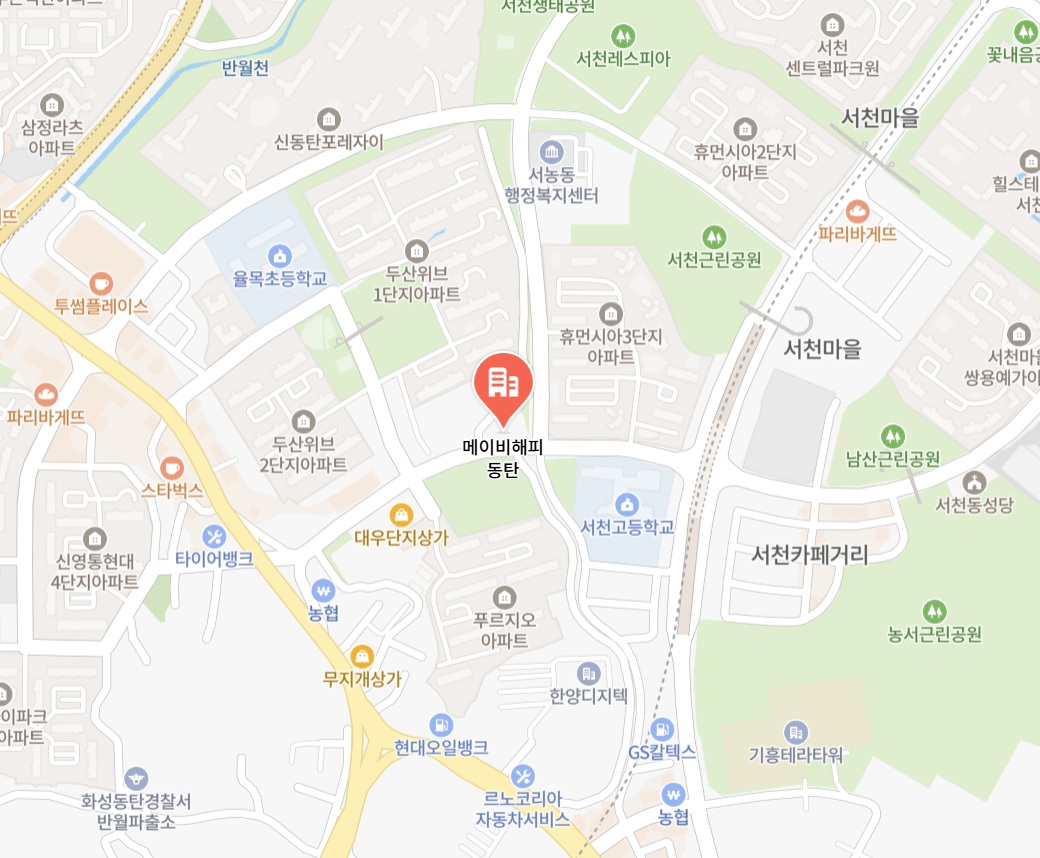 서천생태공원
서천레스피아
서천
센트럴파크원
꽃내음공
반월천
삼정라츠
아파트
신동탄포레자이
서천마을
휴먼시아2단지
아파트
서농동
행정복지센터
힐스테
서천
파리바게뜨
뜨
율목초등학교
두산위브
1단지아파트
서천근린공원
투썸플레이스
휴먼시아3단지
아파트
서천마을
서천마을
쌍용예가아
파리바게뜨
메이비해피
동탄
두산위브
2단지아파트
남산근린공원
스타벅스
서천동성당
서천고등학교
대우단지상가
타이어뱅크
신영통현대
4단지아파트
서천카페거리
농협
푸르지오
아파트
농서근린공원
무지개상가
한양디지텍
이파크
아파트
현대오일뱅크
GS칼텍스
기흥테라타워
화성동탄경찰서
반월파출소
르노코리아
자동차서비스
농협